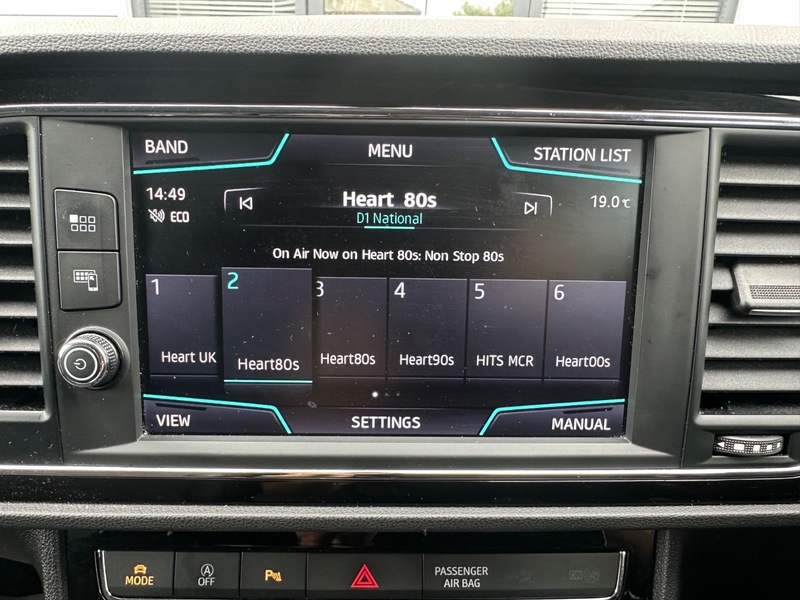 BAND
MENU
STATION LIST
14:49
ECO
Heart 80s
D1 National
19.0°C
On Air Now on Heart 80s: Non Stop 80s
1
2
3
4
5
6
Heart UK
Heart80s
Heart80s
Heart90s
HITS MCR
Heart00s
VIEW
SETTINGS
MANUAL
MODE
A
OFF
P
PASSENGER
AIR BAG